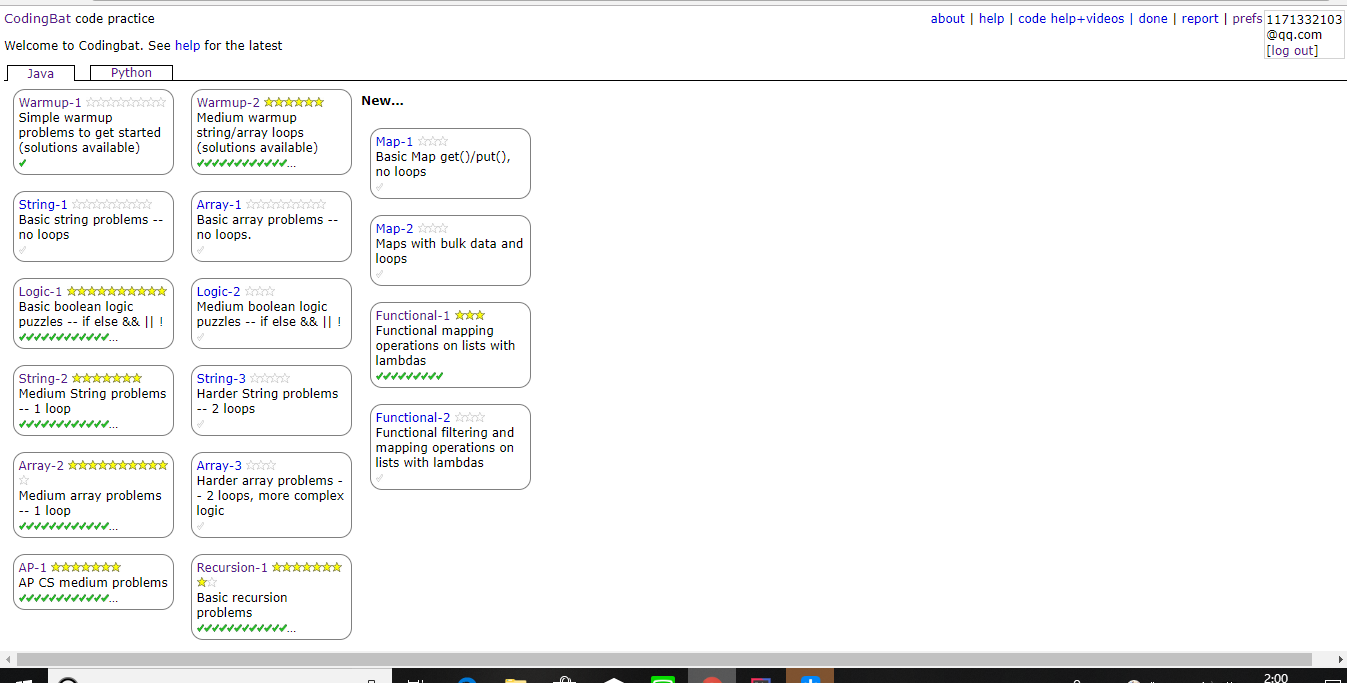 CodingBat code practice
about | help | code help+videos | done | report | prefs
1171332103
@qq.com
[log out]
Welcome to Codingbat. See help for the latest
Java
Python
Warmup-1
Simple warmup
problems to get started
(solutions available)
Warmup-2
Medium warmup
string/array loops
(solutions available)
...
New...
Map-1
Basic Map get()/put(),
no loops
String-1
Basic string problems --
no loops
Array-1
Basic array problems --
no loops.
Map-2
Maps with bulk data and
loops
Logic-1
Basic boolean logic
puzzles -- if else && || !
...
Logic-2
Medium boolean logic
puzzles -- if else && || !
Functional-1
Functional mapping
operations on lists with
lambdas
String-2
Medium String problems
-- 1 loop
...
String-3
Harder String problems
-- 2 loops
Functional-2
Functional filtering and
mapping operations on
lists with lambdas
Array-2
Medium array problems
-- 1 loop
...
Array-3
Harder array problems -
- 2 loops, more complex
logic
AP-1
AP CS medium problems
...
Recursion-1
Basic recursion
problems
...
2:00